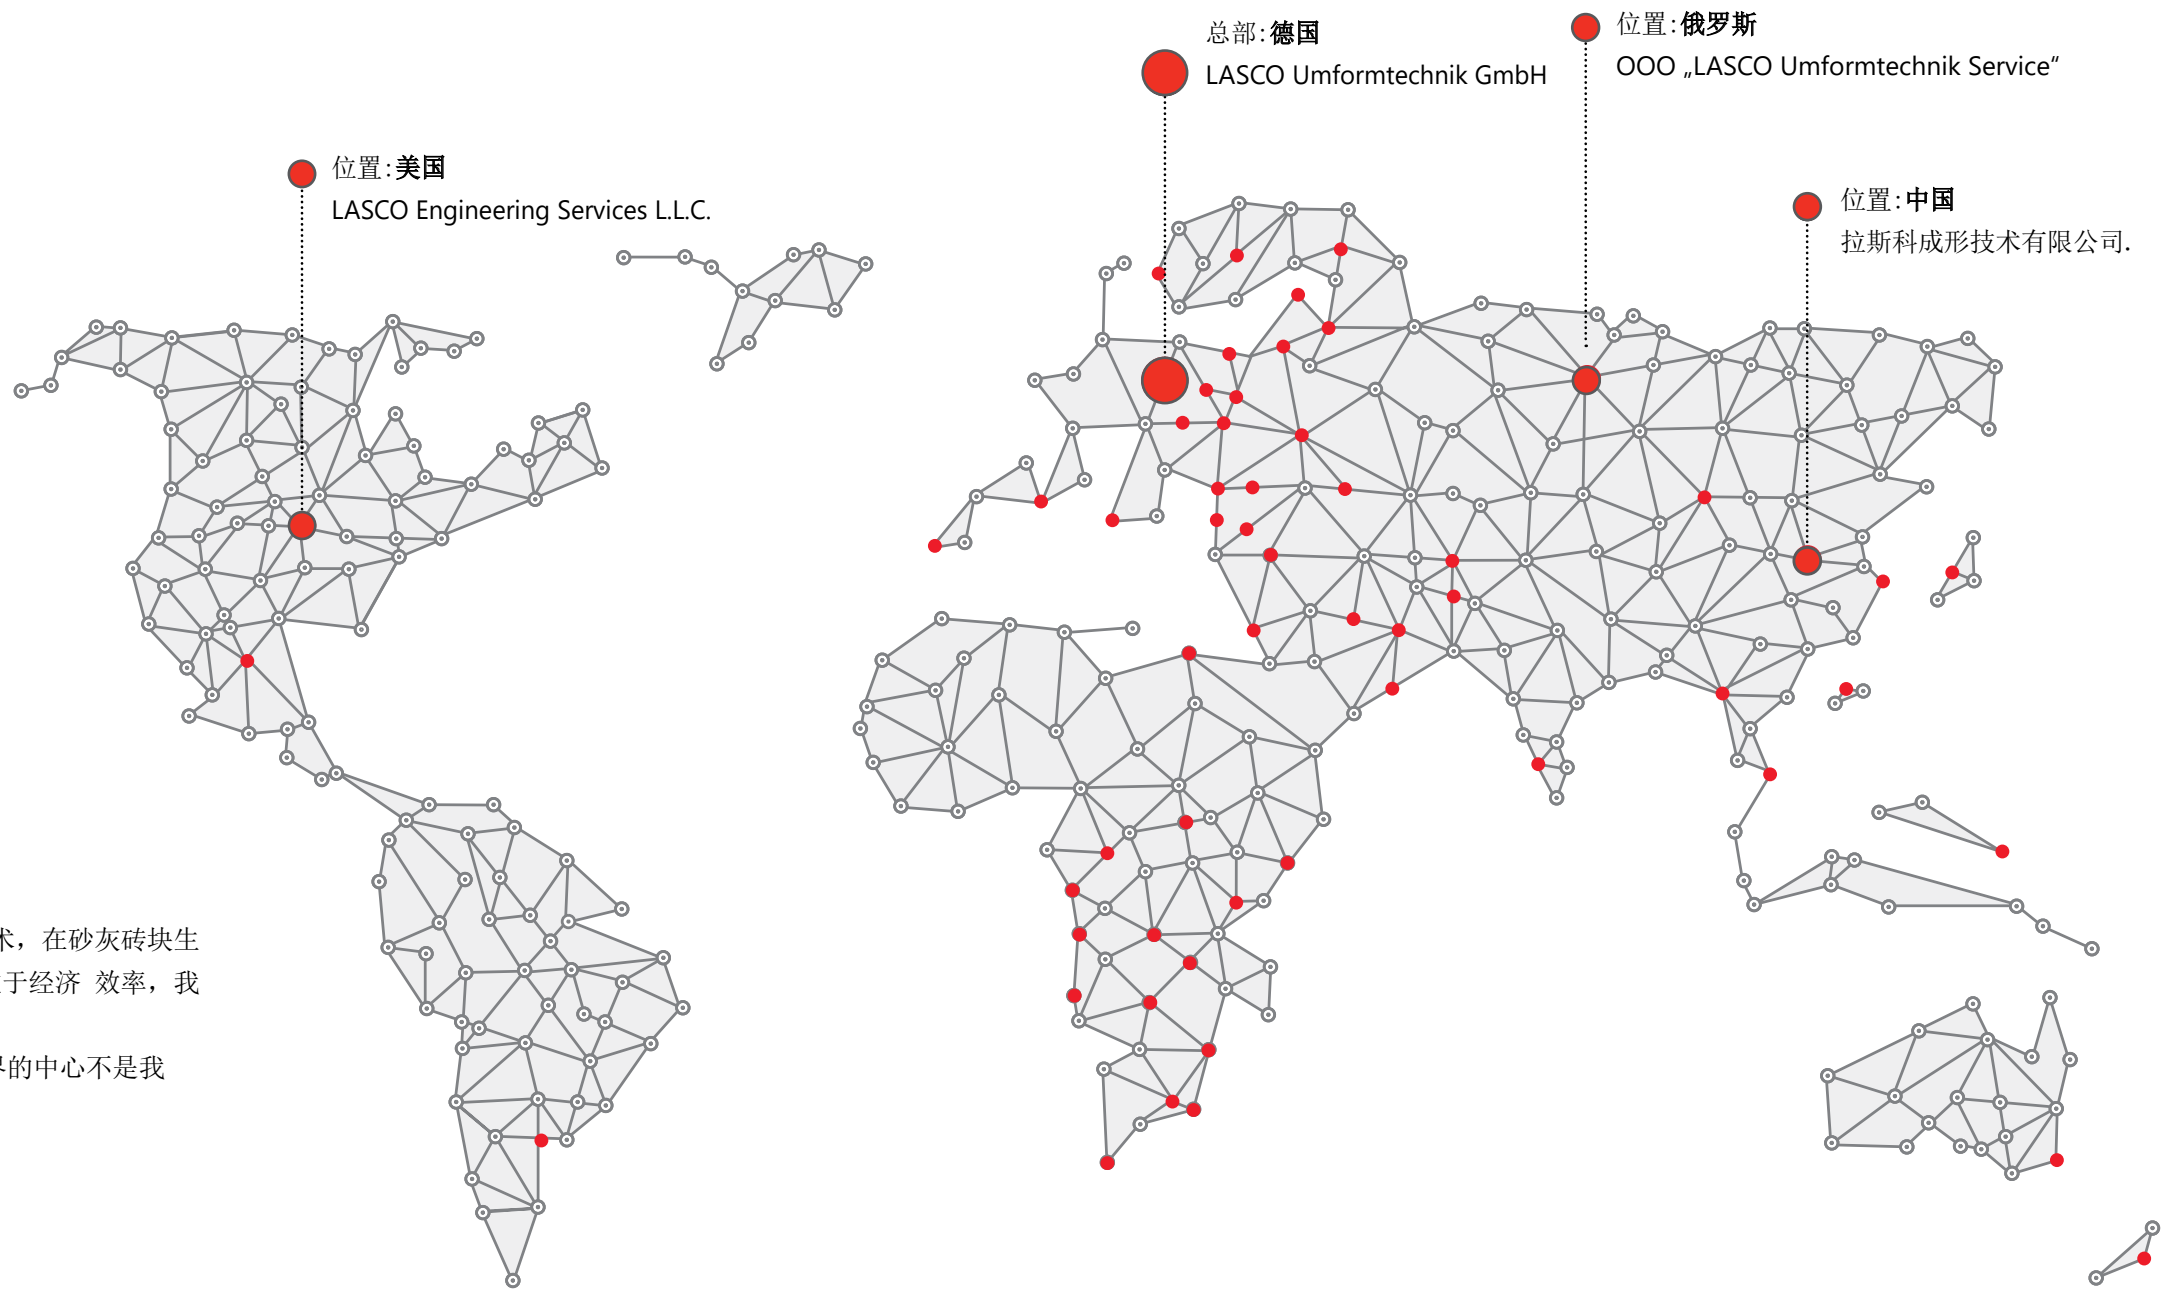 总部:德国
LASCO Umformtechnik GmbH
位置:俄罗斯
OOO „LASCO Umformtechnik Service“
位置:美国
LASCO Engineering Services L.L.C.
位置:中国
拉斯科成形技术有限公司.
术，在砂灰砖块生
于经济 效率，我
的中心不是我